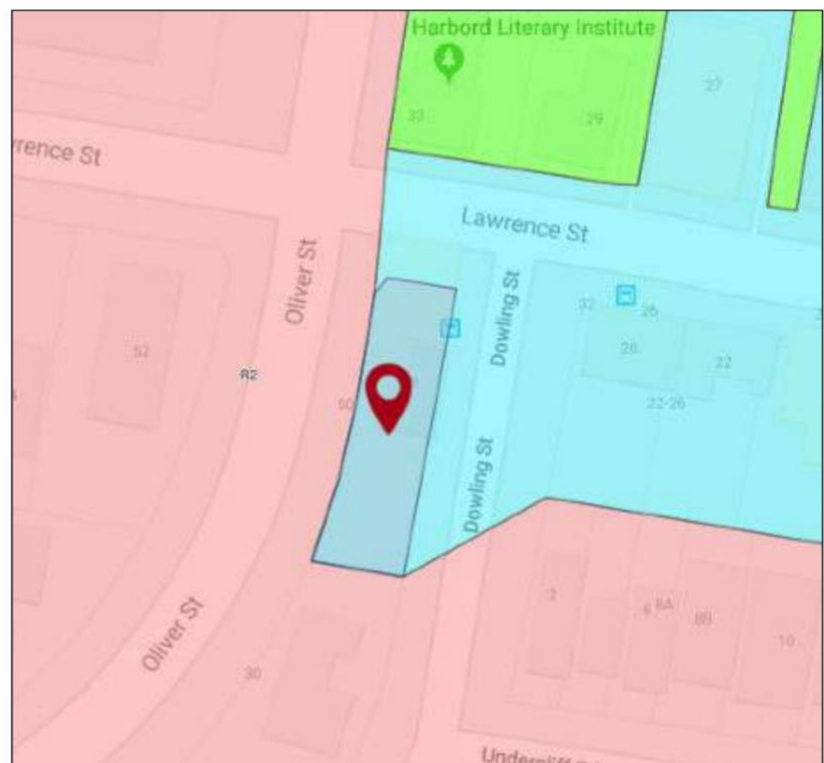 Harbord Literary Institute
33
29
27
rence St
Lawrence St
Oliver St
Dowling St
32
26
52
R2
28
22
50
22-26
Dowling St
2
6
8A
8B
10
Oliver St
30